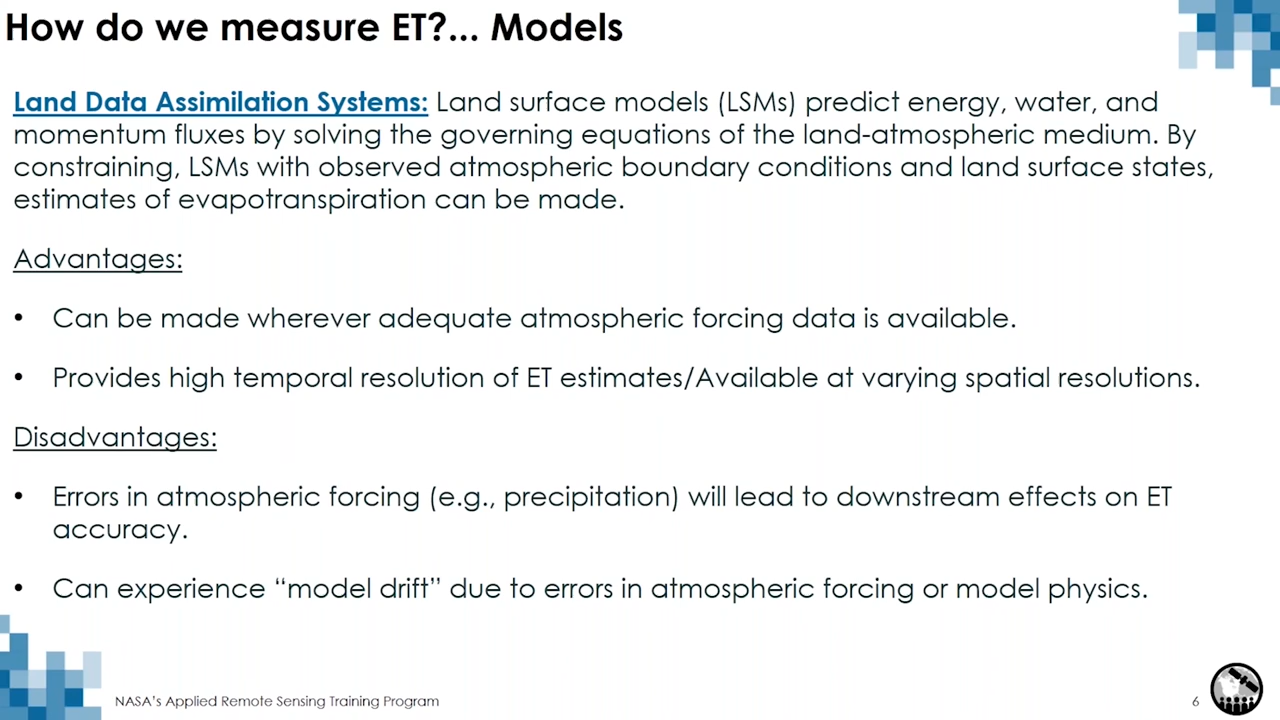 How do we measure ET?... Models
Land Data Assimilation Systems: Land surface models (LSMs) predict energy, water, and
momentum fluxes by solving the governing equations of the land-atmospheric medium. By
constraining, LSMs with observed atmospheric boundary conditions and land surface states,
estimates of evapotranspiration can be made.
Advantages:
• Can be made wherever adequate atmospheric forcing data is available.
• Provides high temporal resolution of ET estimates/Available at varying spatial resolutions.
Disadvantages:
• Errors in atmospheric forcing (e.g., precipitation) will lead to downstream effects on ET
accuracy.
• Can experience “model drift” due to errors in atmospheric forcing or model physics.
NASA’s Applied Remote Sensing Training Program
6